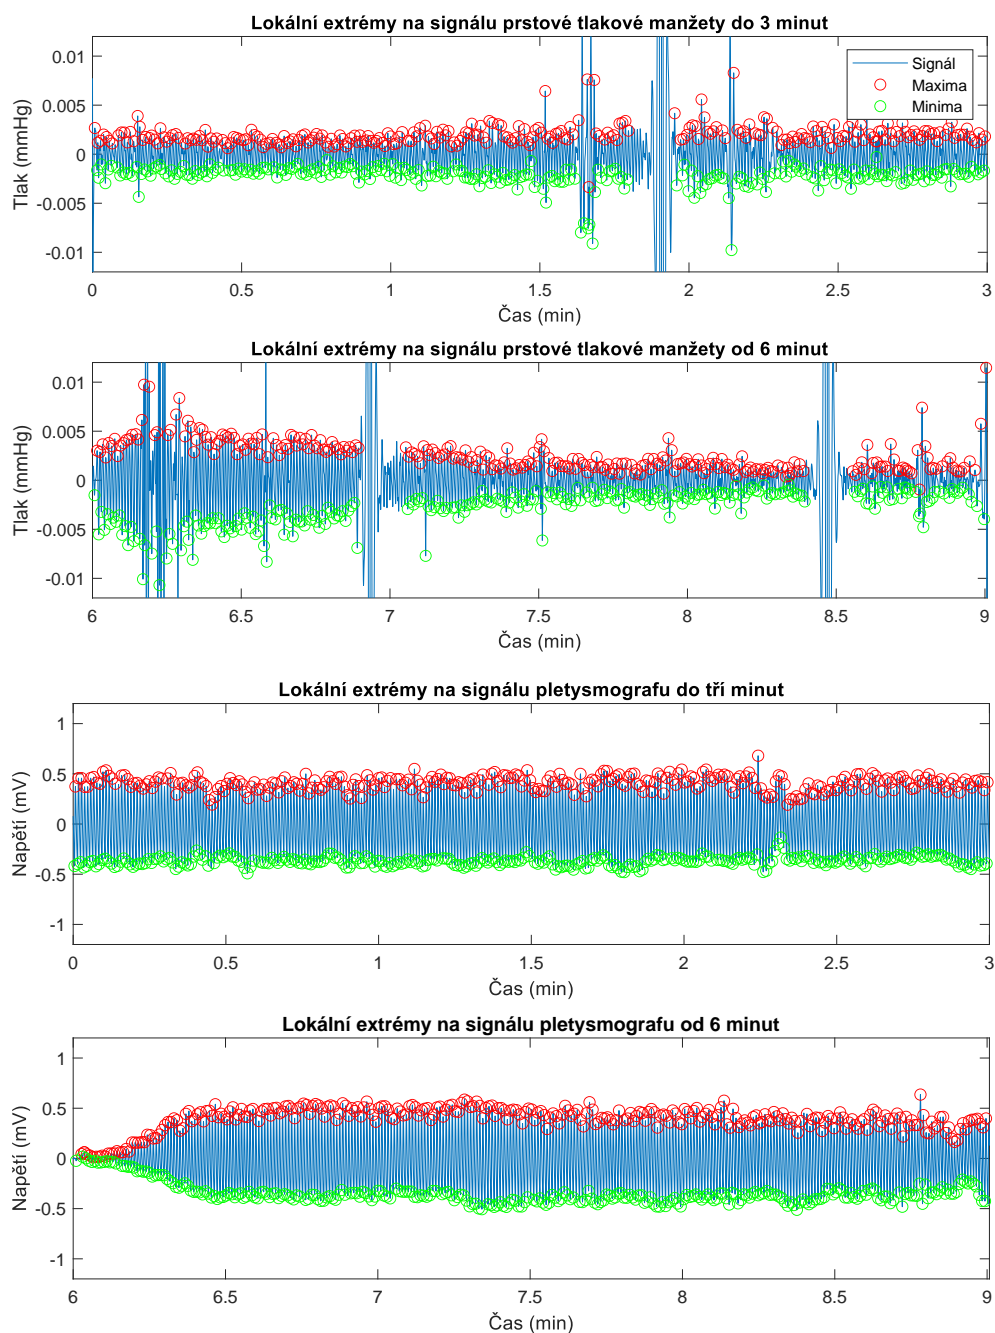 Lokální extrémy na signálu prstové tlakové manžety do 3 minut
0.01
0.005
0
-0.005
-0.01
Tlak (mmHg)
Signál
Maxima
Minima
0 0.5 1 1.5 2 2.5 3
Čas (min)
Lokální extrémy na signálu prstové tlakové manžety od 6 minut
0.01
0.005
0
-0.005
-0.01
Tlak (mmHg)
6 6.5 7 7.5 8 8.5 9
Čas (min)
Lokální extrémy na signálu pletysmografu do tří minut
1
0.5
0
-0.5
-1
Napětí (mV)
0 0.5 1 1.5 2 2.5 3
Čas (min)
Lokální extrémy na signálu pletysmografu od 6 minut
1
0.5
0
-0.5
-1
Napětí (mV)
6 6.5 7 7.5 8 8.5 9
Čas (min)